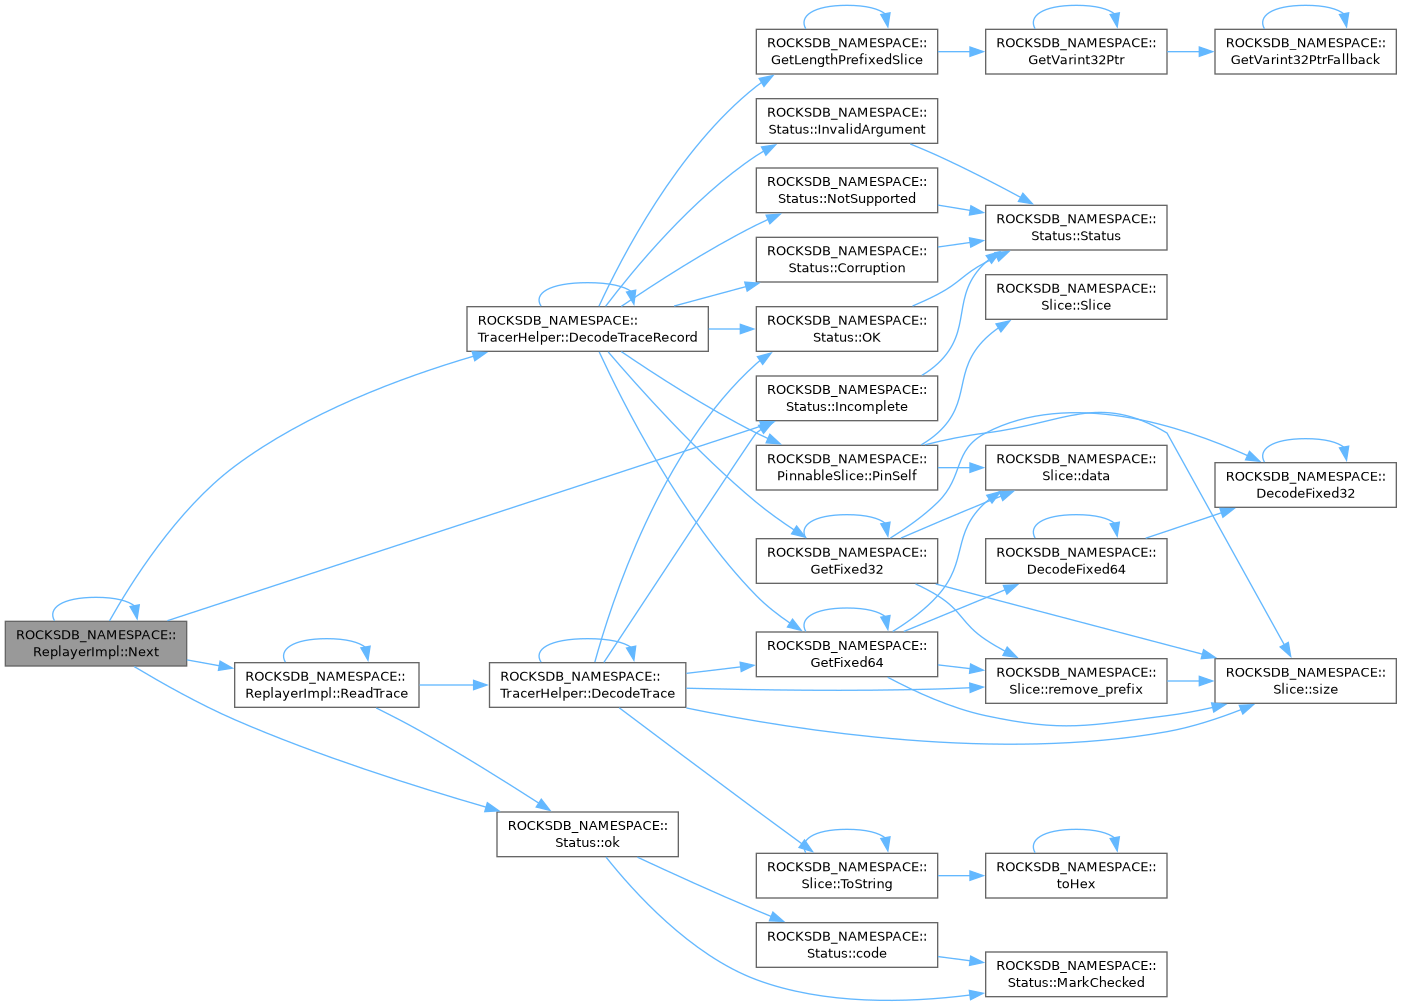 ROCKSDB_NAMESPACE::
GetLengthPrefixedSlice
ROCKSDB_NAMESPACE::
GetVarint32Ptr
ROCKSDB_NAMESPACE::
GetVarint32PtrFallback
ROCKSDB_NAMESPACE::
Status::InvalidArgument
ROCKSDB_NAMESPACE::
Status::NotSupported
ROCKSDB_NAMESPACE::
Status::Status
ROCKSDB_NAMESPACE::
Status::Corruption
ROCKSDB_NAMESPACE::
Slice::Slice
ROCKSDB_NAMESPACE::
TracerHelper::DecodeTraceRecord
ROCKSDB_NAMESPACE::
Status::OK
ROCKSDB_NAMESPACE::
Status::Incomplete
ROCKSDB_NAMESPACE::
PinnableSlice::PinSelf
ROCKSDB_NAMESPACE::
Slice::data
ROCKSDB_NAMESPACE::
DecodeFixed32
ROCKSDB_NAMESPACE::
GetFixed32
ROCKSDB_NAMESPACE::
DecodeFixed64
ROCKSDB_NAMESPACE::
ReplayerImpl::Next
ROCKSDB_NAMESPACE::
ReplayerImpl::ReadTrace
ROCKSDB_NAMESPACE::
TracerHelper::DecodeTrace
ROCKSDB_NAMESPACE::
GetFixed64
ROCKSDB_NAMESPACE::
Slice::remove_prefix
ROCKSDB_NAMESPACE::
Slice::size
ROCKSDB_NAMESPACE::
Status::ok
ROCKSDB_NAMESPACE::
Slice::ToString
ROCKSDB_NAMESPACE::
toHex
ROCKSDB_NAMESPACE::
Status::code
ROCKSDB_NAMESPACE::
Status::MarkChecked